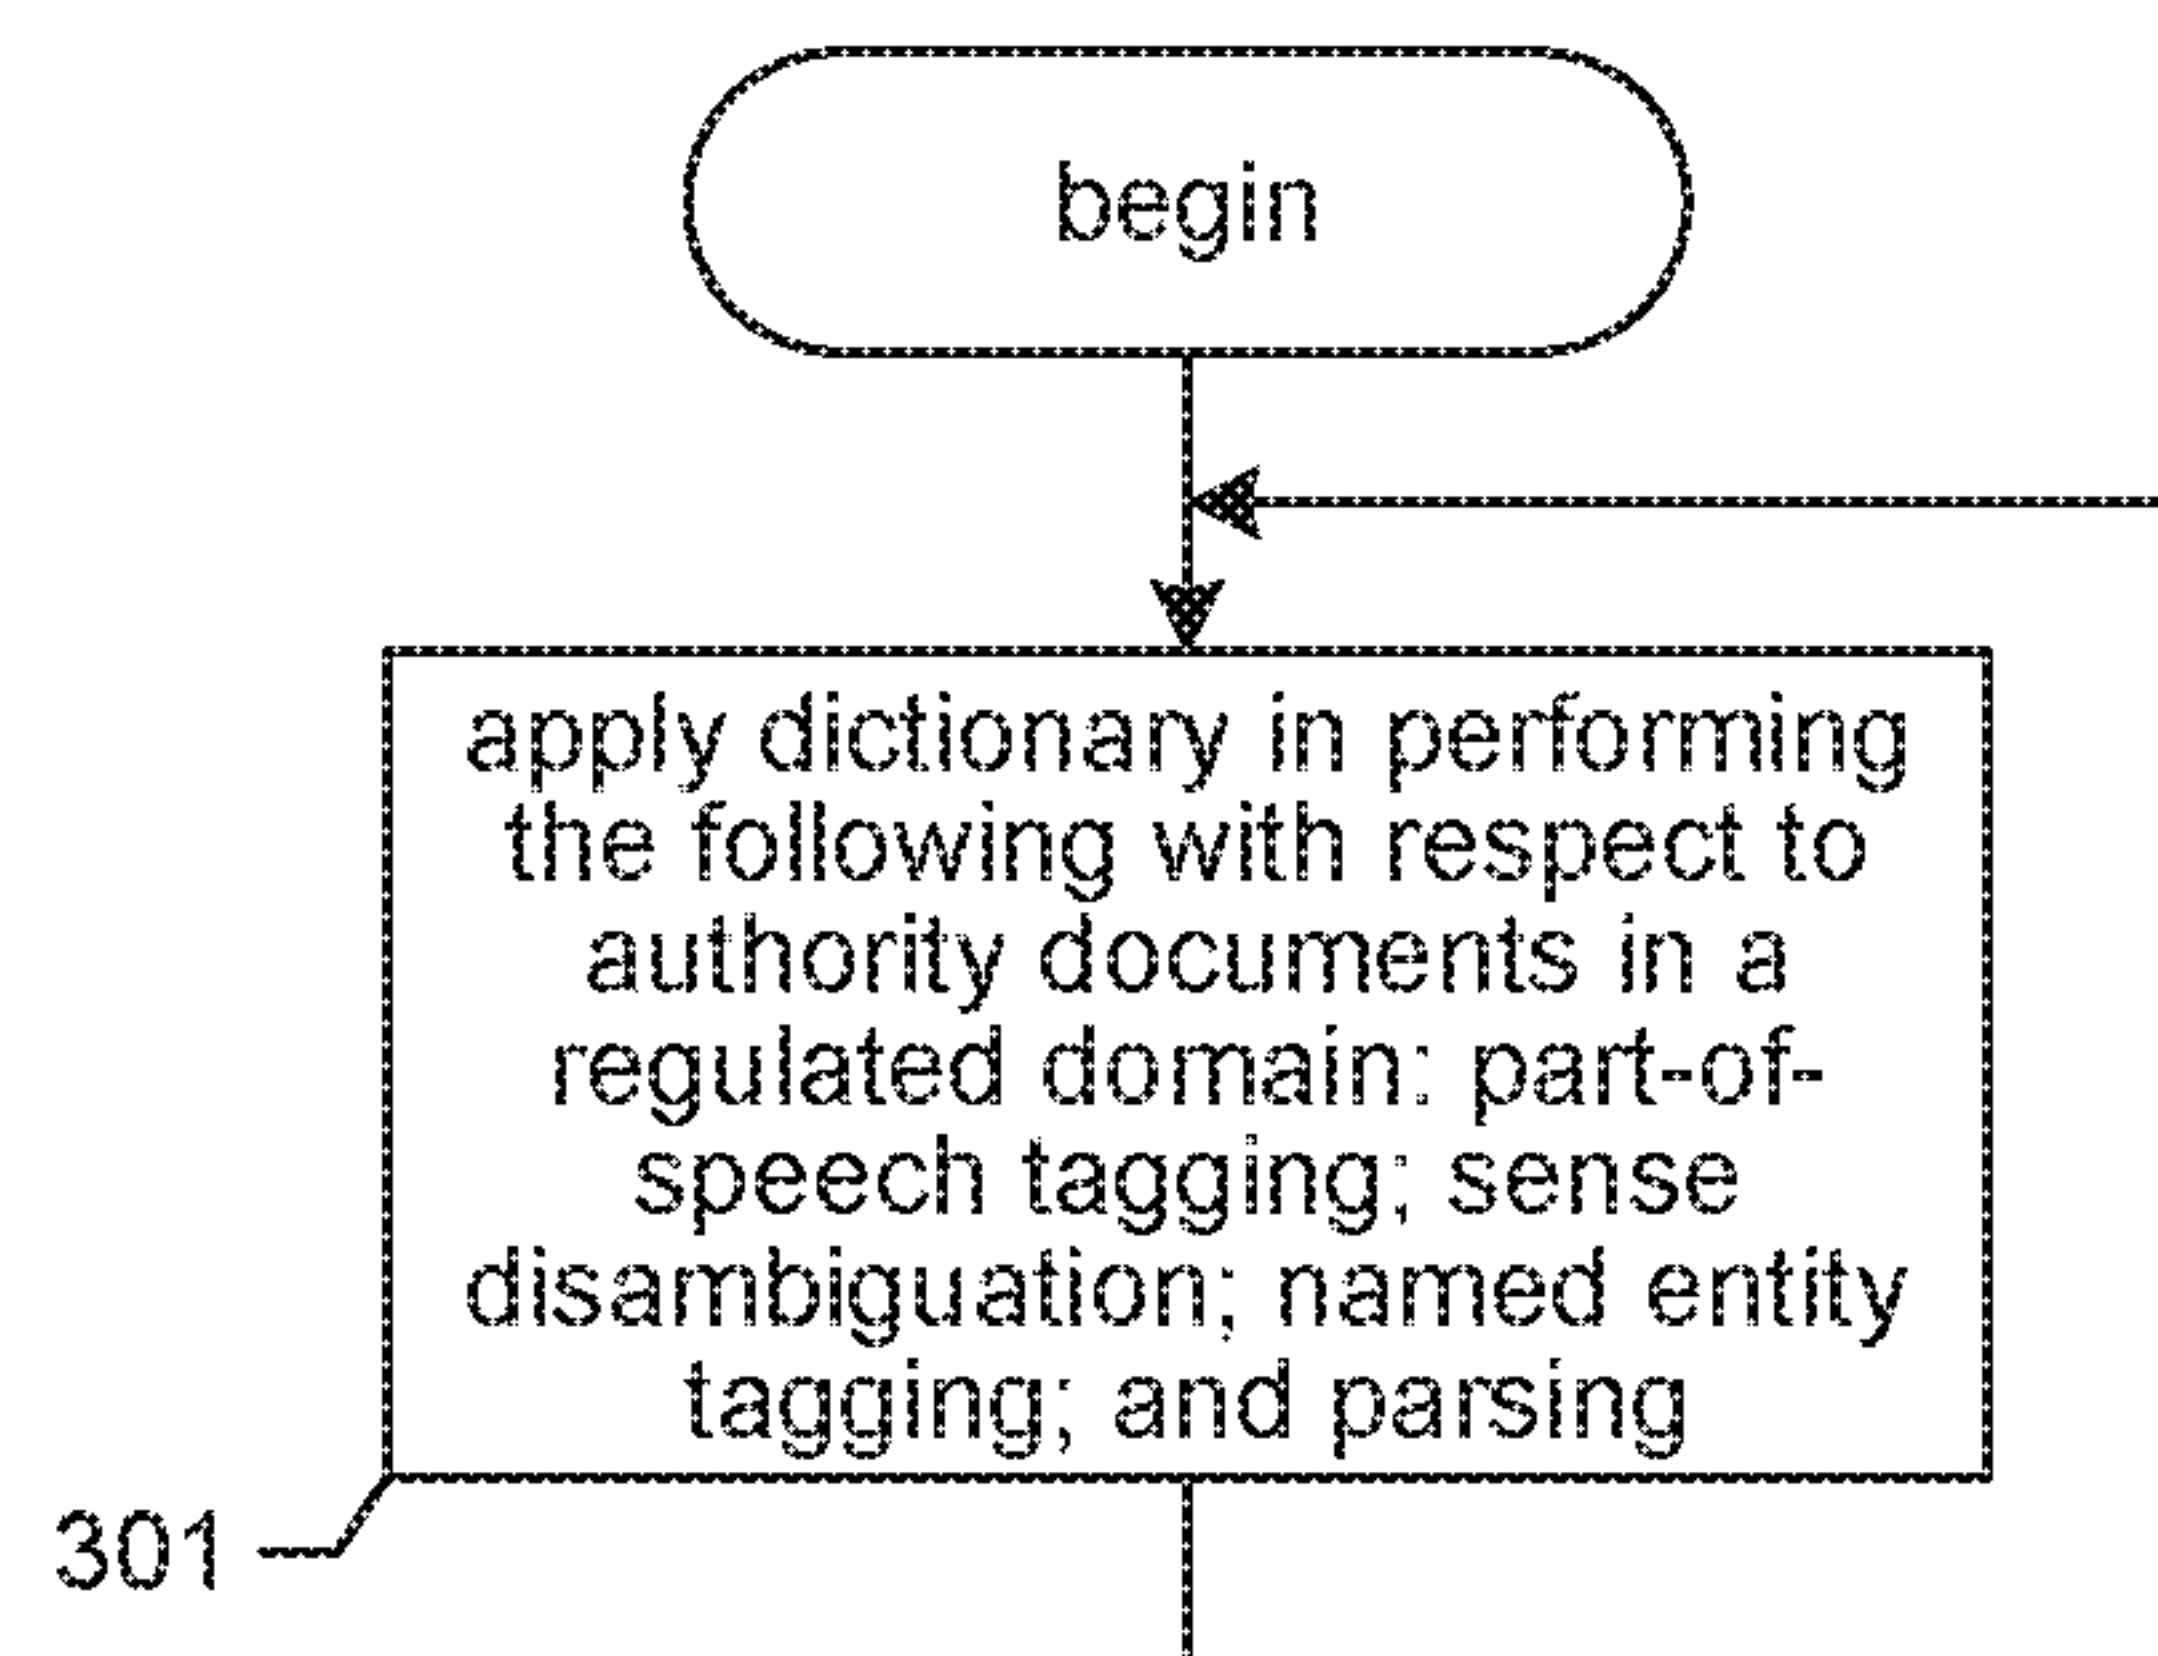 begin
apply dictionary in performing
the following with respect to
authority documents in a
regulated domain: part-of-
speech tagging; sense
disambiguation; named entity
tagging; and parsing
301